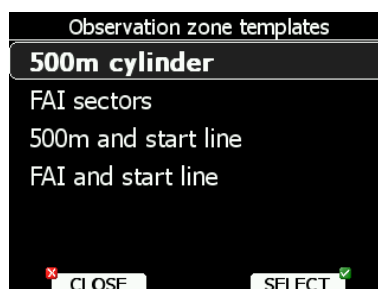 Observation zone templates
500m cylinder
FAI sectors
500m and start line
FAI and start line
CLOSE SELECT